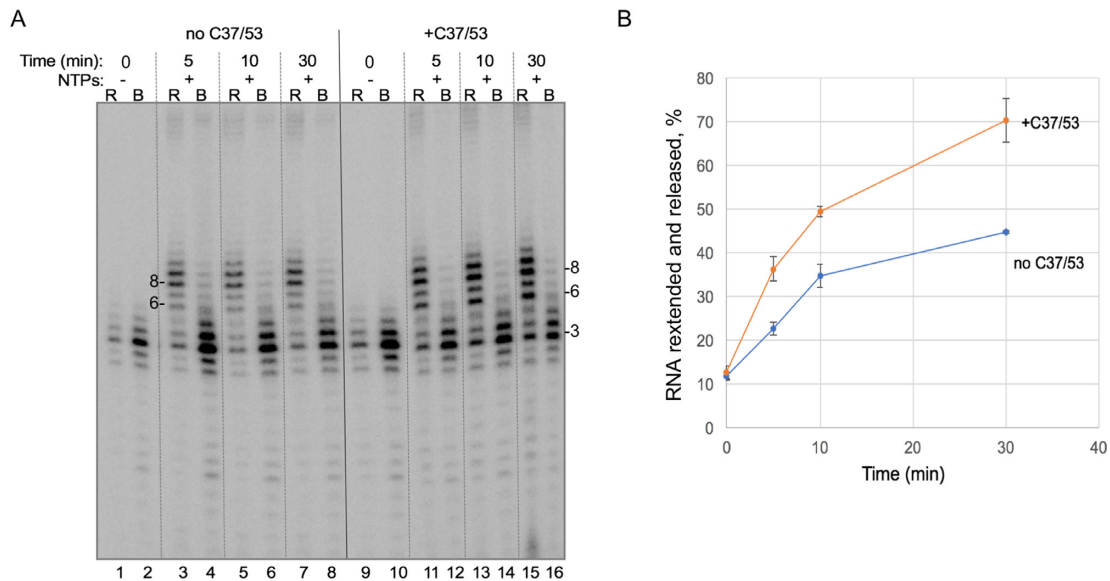 A
no C37/53 +C37/53
Time (min): 0 5 10 30 0 5 10 30
NTPs: - + + + - + + +
R B R B R B R B R B R B R B R B
8-
6-
-8
-6
-3
1 2 3 4 5 6 7 8 9 10 11 12 13 14 15 16
B
RNA rextended and released, %
80
70
60
50
40
30
20
10
0
+C37/53
no C37/53
0 10 20 30 40
Time (min)